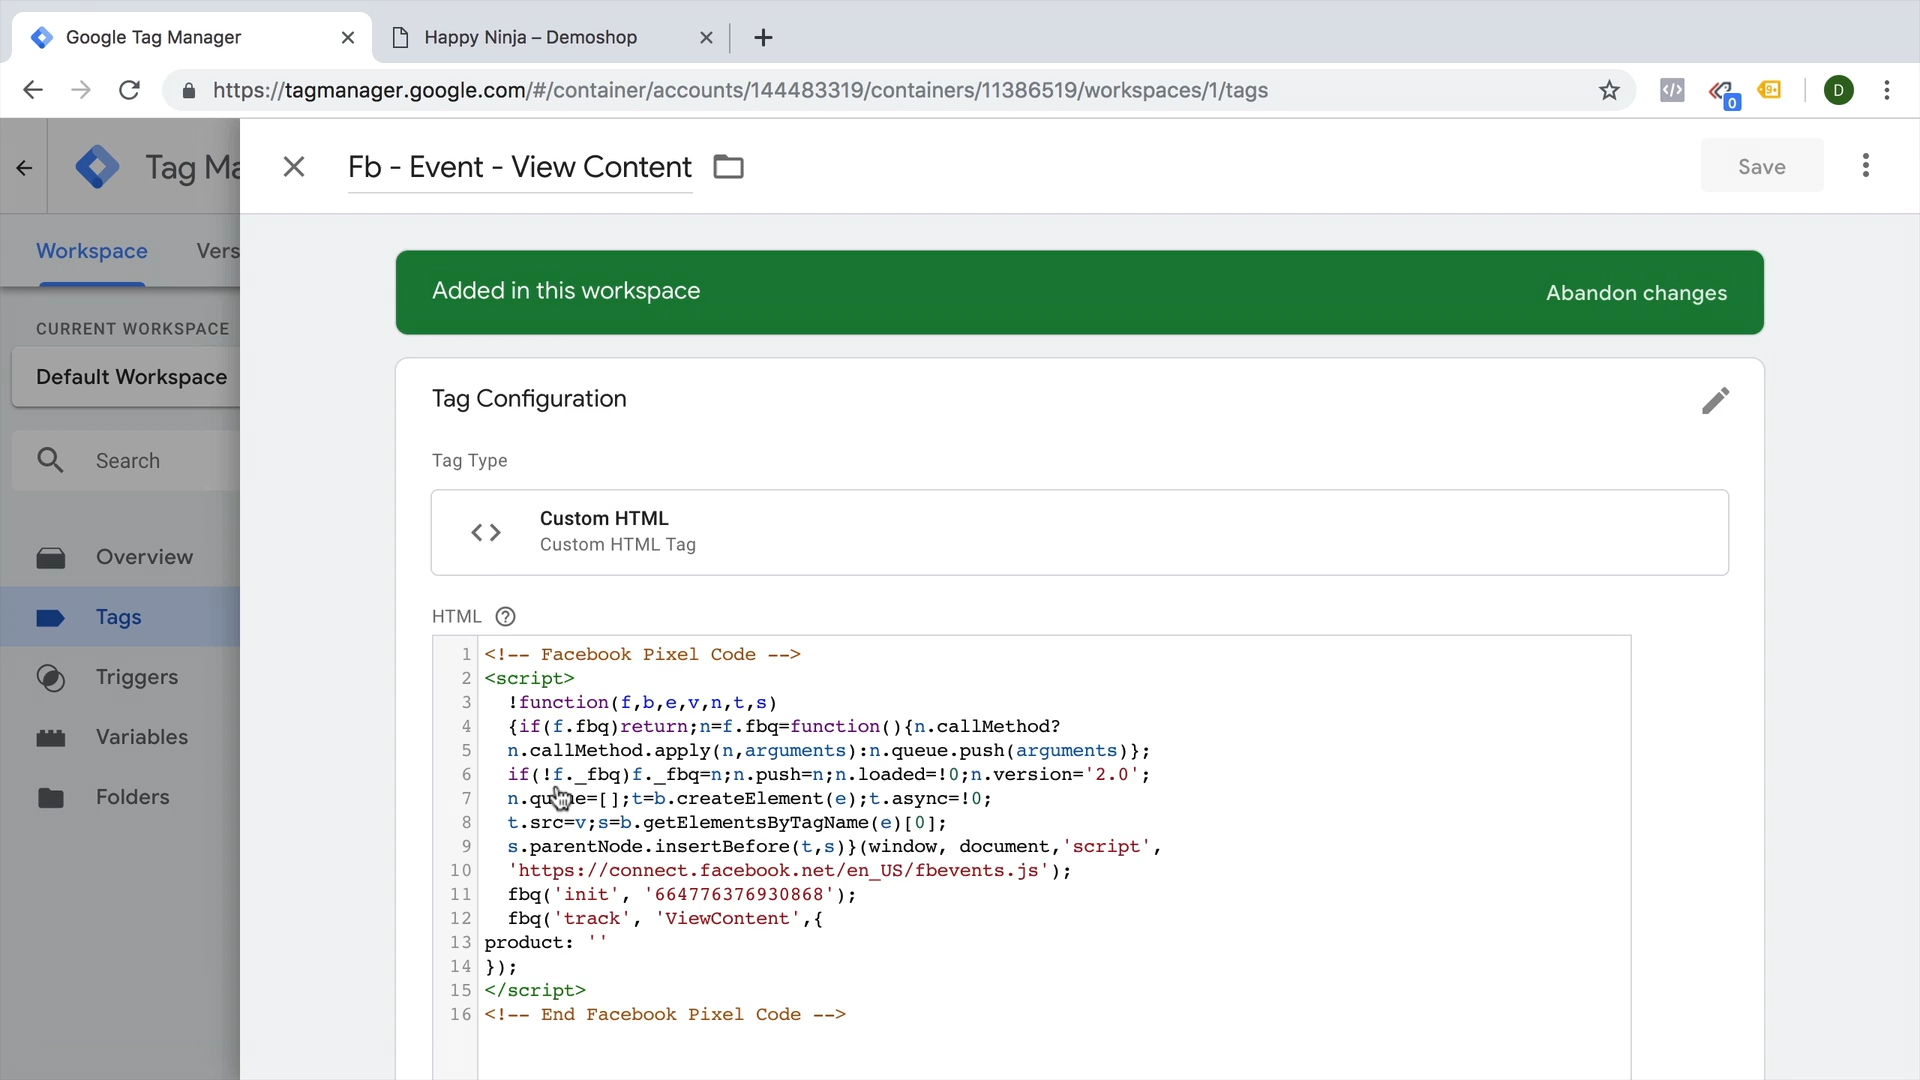 Google Tag Manager
Happy Ninja – Demoshop
https://tagmanager.google.com/#/container/accounts/144483319/containers/11386519/workspaces/1/tags
0
9+
D
Tag Ma
Fb - Event - View Content
Save
Workspace
Vers
Added in this workspace
Abandon changes
CURRENT WORKSPACE
Default Workspace
Tag Configuration
Search
Tag Type
Custom HTML
Custom HTML Tag
Overview
Tags
Triggers
Variables
Folders
HTML
1 <!-- Facebook Pixel Code -->
2 <script>
3 !function(f,b,e,v,n,t,s)
4 {if(f.fbq)return;n=f.fbq=function(){n.callMethod?
5 n.callMethod.apply(n,arguments):n.queue.push(arguments)};
6 if(!f._fbq)f._fbq=n;n.push=n;n.loaded=!0;n.version='2.0';
7 n.queue=[];t=b.createElement(e);t.async=!0;
8 t.src=v;s=b.getElementsByTagName(e)[0];
9 s.parentNode.insertBefore(t,s)}(window, document,'script',
10 'https://connect.facebook.net/en_US/fbevents.js');
11 fbq('init', '664776376930868');
12 fbq('track', 'ViewContent',{
13 product: ''
14 });
15 </script>
16 <!-- End Facebook Pixel Code -->